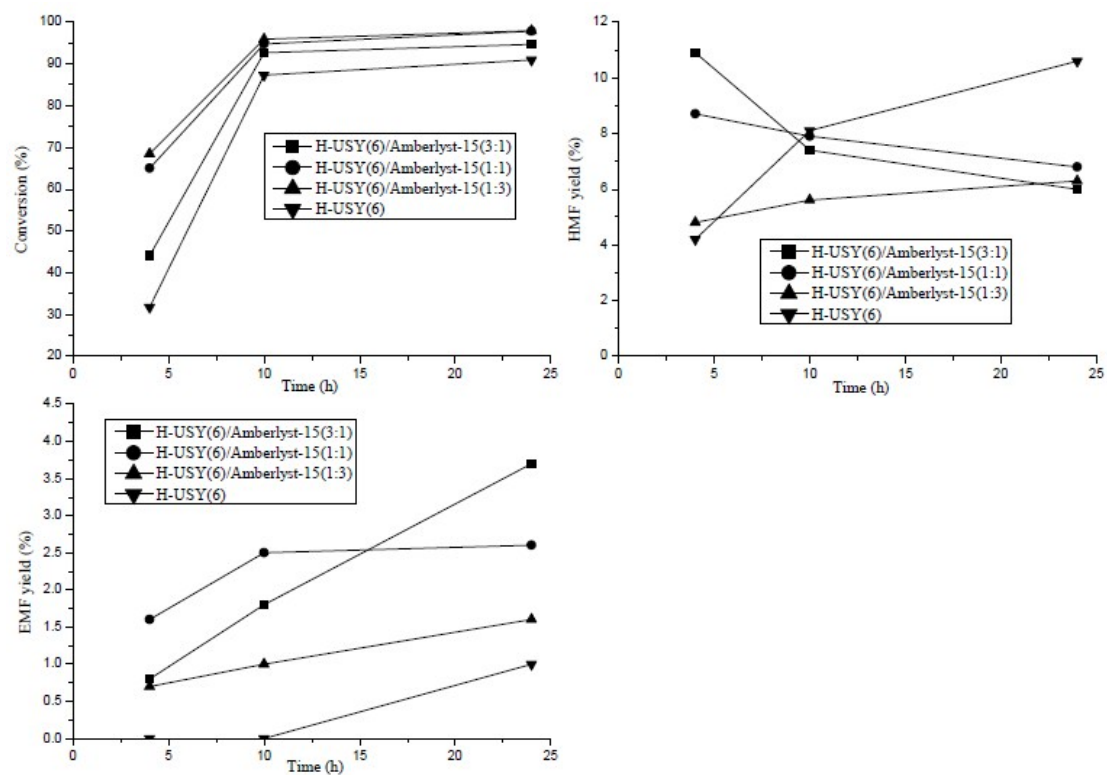 100
90
80
70
60
50
40
30
20
Conversion (%)
H-USY(6)/Amberlyst-15(3:1)
H-USY(6)/Amberlyst-15(1:1)
H-USY(6)/Amberlyst-15(1:3)
H-USY(6)
0 5 10 15 20 25
Time (h)
12
10
8
6
4
2
0
HMF yield (%)
H-USY(6)/Amberlyst-15(3:1)
H-USY(6)/Amberlyst-15(1:1)
H-USY(6)/Amberlyst-15(1:3)
H-USY(6)
0 5 10 15 20 25
Time (h)
4.5
4.0
3.5
3.0
2.5
2.0
1.5
1.0
0.5
0.0
EMF yield (%)
H-USY(6)/Amberlyst-15(3:1)
H-USY(6)/Amberlyst-15(1:1)
H-USY(6)/Amberlyst-15(1:3)
H-USY(6)
0 5 10 15 20 25
Time (h)